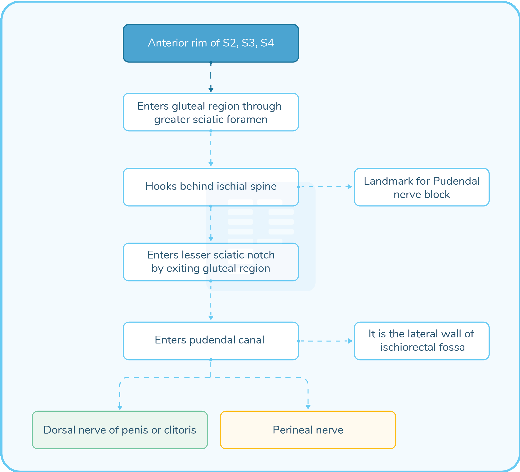 Anterior rim of S2, S3, S4
Enters gluteal region through
greater sciatic foramen
Hooks behind ischial spine
Landmark for Pudendal
nerve block
Enters lesser sciatic notch
by exiting gluteal region
Enters pudendal canal
It is the lateral wall of
ischiorectal fossa
Dorsal nerve of penis or clitoris
Perineal nerve